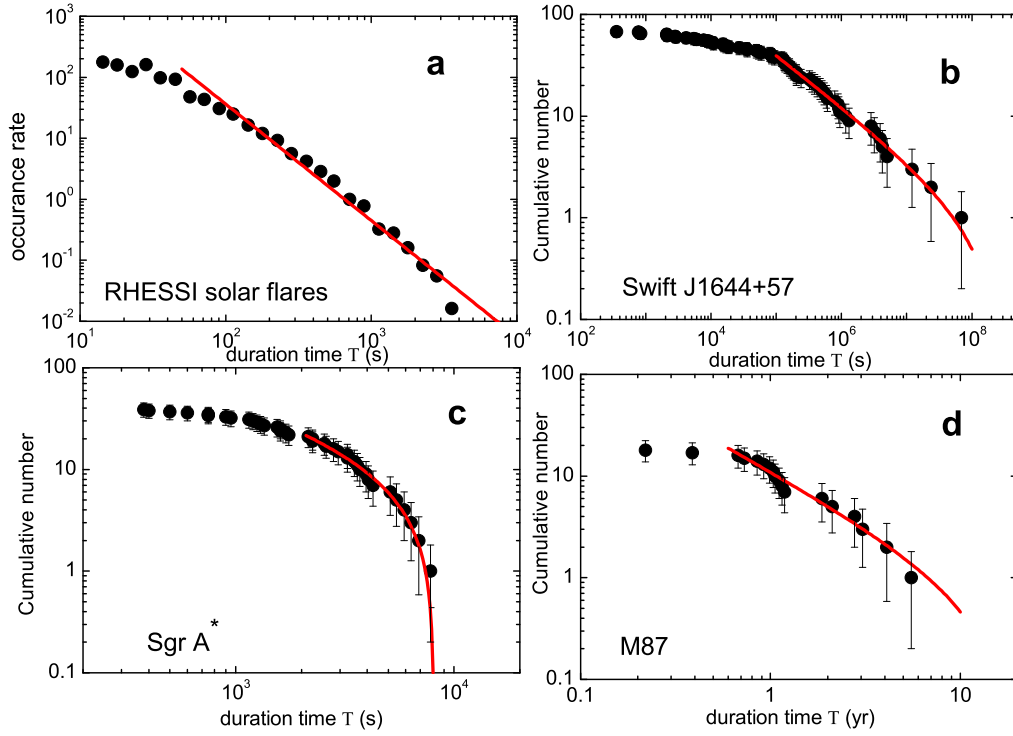 a
10^3
10^2
10^1
10^0
10^-1
10^-2
occurance rate
RHESSI solar flares
10^1
10^2
10^3
10^4
duration time T (s)
b
100
10
1
0.1
Cumulative number
Swift J1644+57
10^2
10^4
10^6
10^8
duration time T (s)
c
100
10
1
0.1
Cumulative number
Sgr A*
10^3
10^4
duration time T (s)
d
100
10
1
0.1
Cumulative number
M87
0.1
1
10
duration time T (yr)